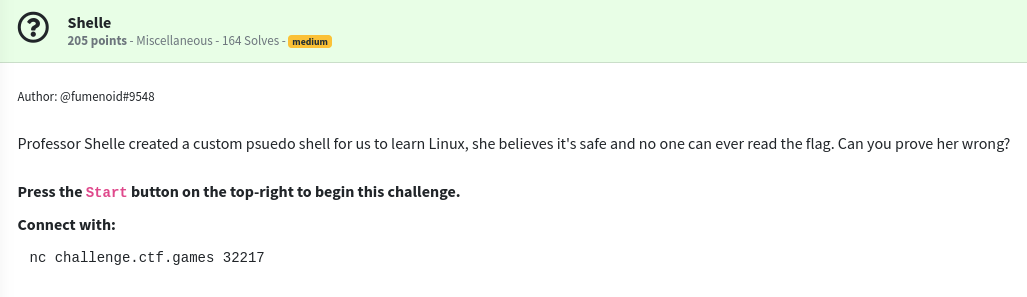 Shelle
205 points - Miscellaneous - 164 Solves - medium
Author: @fumenoid#9548
Professor Shelle created a custom psuedo shell for us to learn Linux, she believes it's safe and no one can ever read the flag. Can you prove her wrong?
Press the Start button on the top-right to begin this challenge.
Connect with:
nc challenge.ctf.games 32217